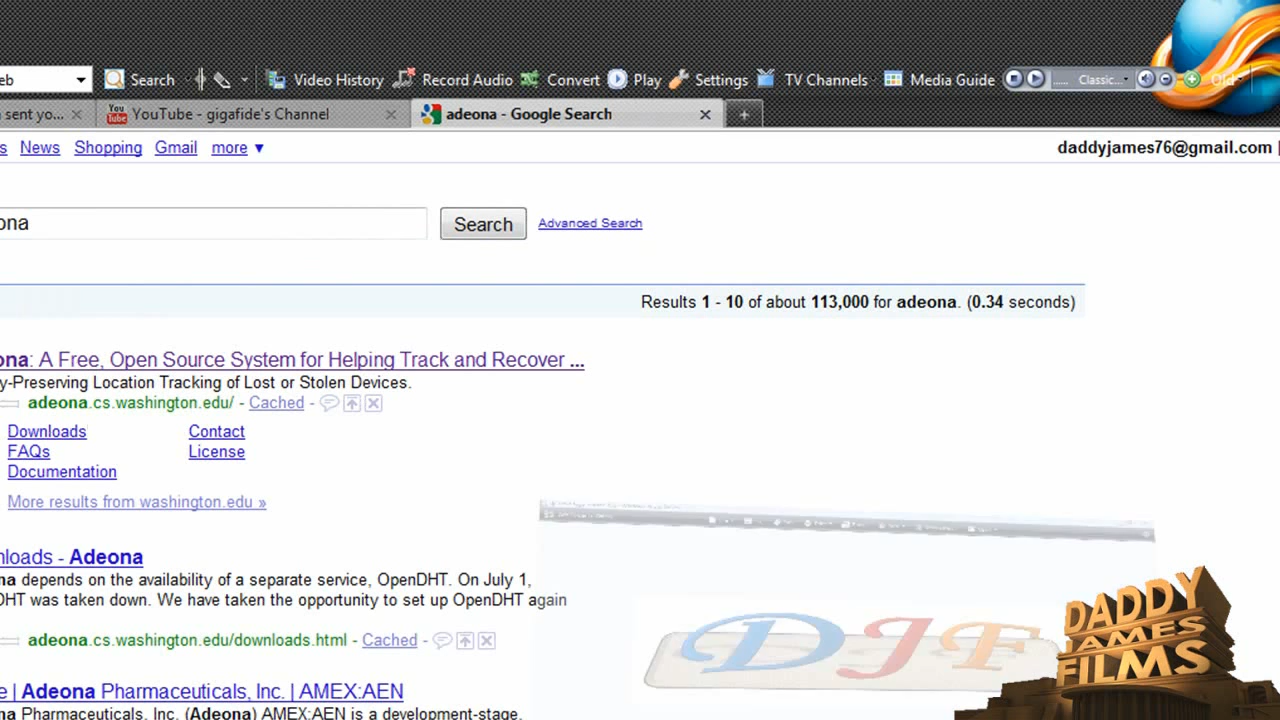 eb Search Video History Record Audio Convert Play Settings TV Channels Media Guide Classic... Old
sent yo... YouTube - gigafide's Channel adeona - Google Search
s News Shopping Gmail more ▼ daddyjames76@gmail.com
ona Search Advanced Search
Results 1 - 10 of about 113,000 for adeona. (0.34 seconds)
ona: A Free, Open Source System for Helping Track and Recover ...
y-Preserving Location Tracking of Lost or Stolen Devices.
adeona.cs.washington.edu/ - Cached -
Downloads Contact
FAQs License
Documentation
More results from washington.edu »
nloads - Adeona
na depends on the availability of a separate service, OpenDHT. On July 1,
DHT was taken down. We have taken the opportunity to set up OpenDHT again
adeona.cs.washington.edu/downloads.html - Cached -
e | Adeona Pharmaceuticals, Inc. | AMEX:AEN
na Pharmaceuticals, Inc. (Adeona) AMEX:AEN is a development-stage,
DJF
DADDY
JAMES
FILMS